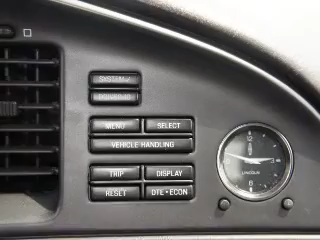 SYSTEM ✓
MENU SELECT
VEHICLE HANDLING
TRIP DISPLAY
RESET DTE • ECON
LINCOLN